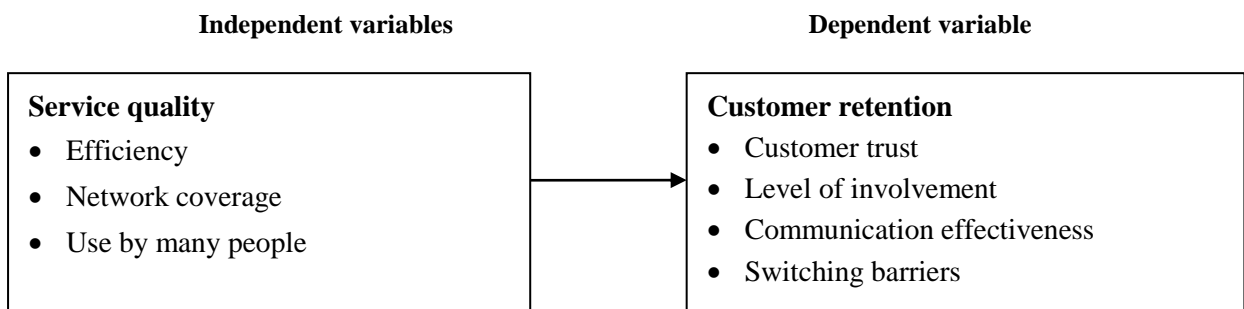 Independent variables
Dependent variable
Service quality
• Efficiency
• Network coverage
• Use by many people
Customer retention
• Customer trust
• Level of involvement
• Communication effectiveness
• Switching barriers